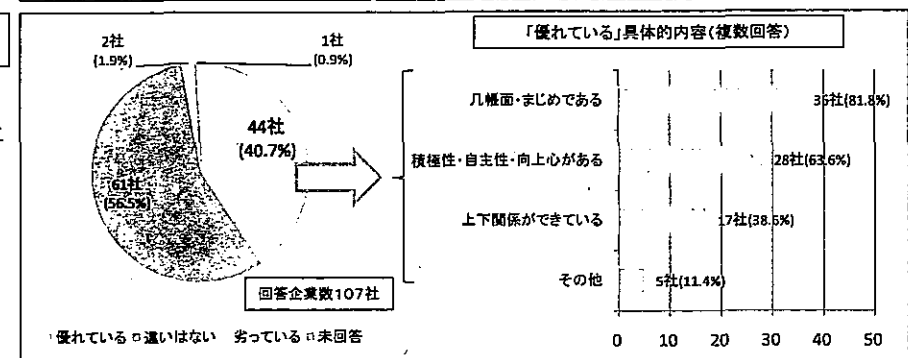 「優れている」具体的内容(複数回答)
2社
(1.9%)
1社
(0.9%)
44社
(40.7%)
61社
(56.5%)
回答企業数107社
優れている 違いはない 劣っている 未回答
几帳面・まじめである
36社(81.8%)
積極性・自主性・向上心がある
28社(63.6%)
上下関係ができている
17社(38.6%)
その他
5社(11.4%)
0 10 20 30 40 50